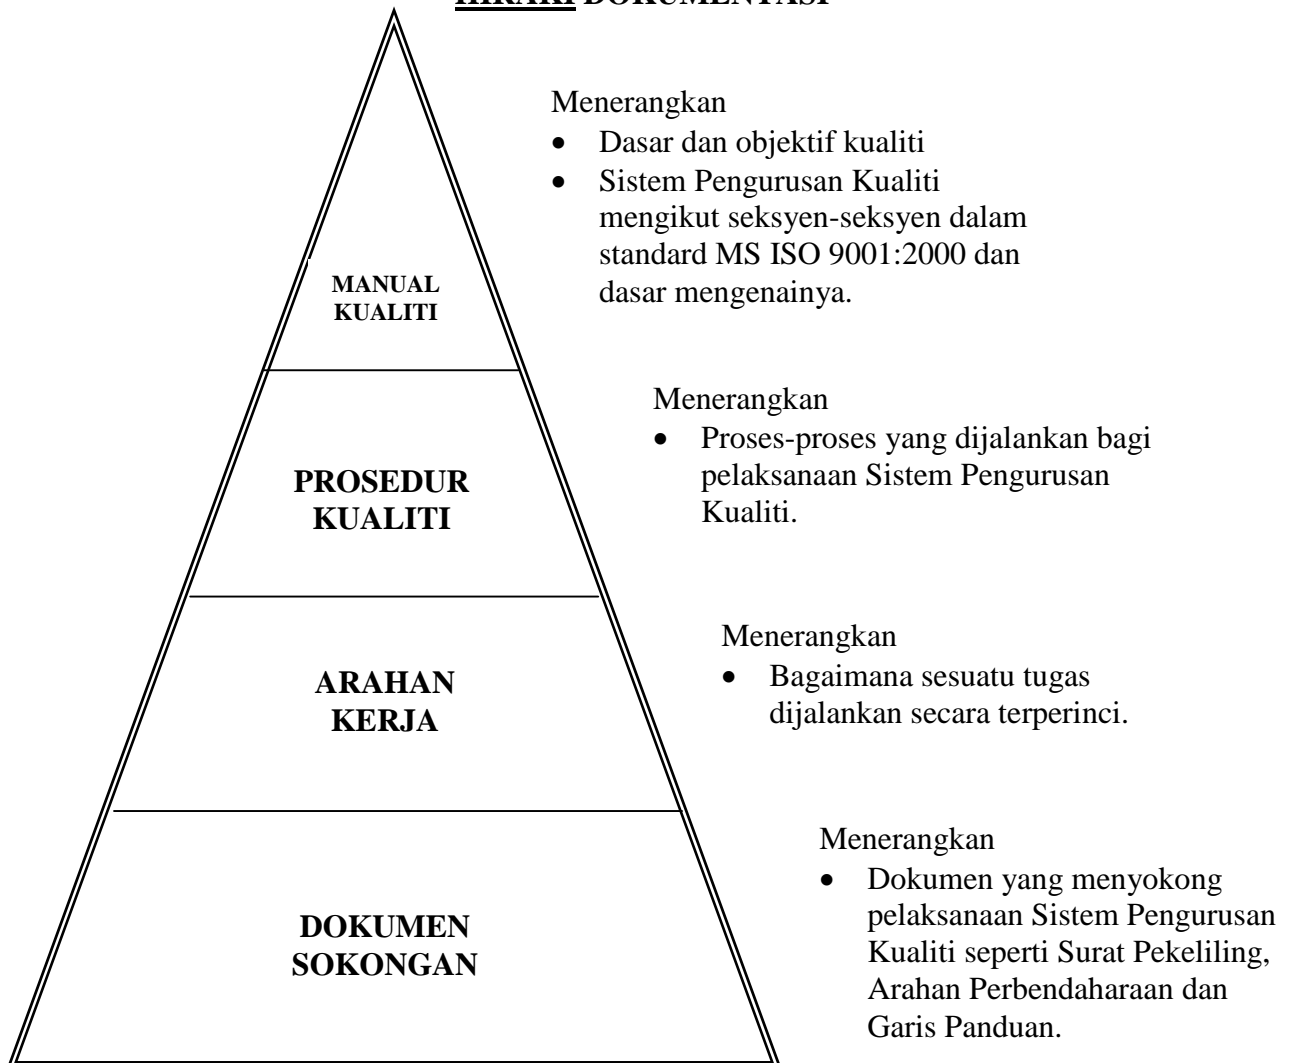 HIRAKI DOKUMENTASI
Menerangkan
• Dasar dan objektif kualiti
• Sistem Pengurusan Kualiti
mengikut seksyen-seksyen dalam
standard MS ISO 9001:2000 dan
dasar mengenainya.
MANUAL
KUALITI
Menerangkan
• Proses-proses yang dijalankan bagi
pelaksanaan Sistem Pengurusan
Kualiti.
PROSEDUR
KUALITI
Menerangkan
• Bagaimana sesuatu tugas
dijalankan secara terperinci.
ARAHAN
KERJA
Menerangkan
• Dokumen yang menyokong
pelaksanaan Sistem Pengurusan
Kualiti seperti Surat Pekeliling,
Arahan Perbendaharaan dan
Garis Panduan.
DOKUMEN
SOKONGAN